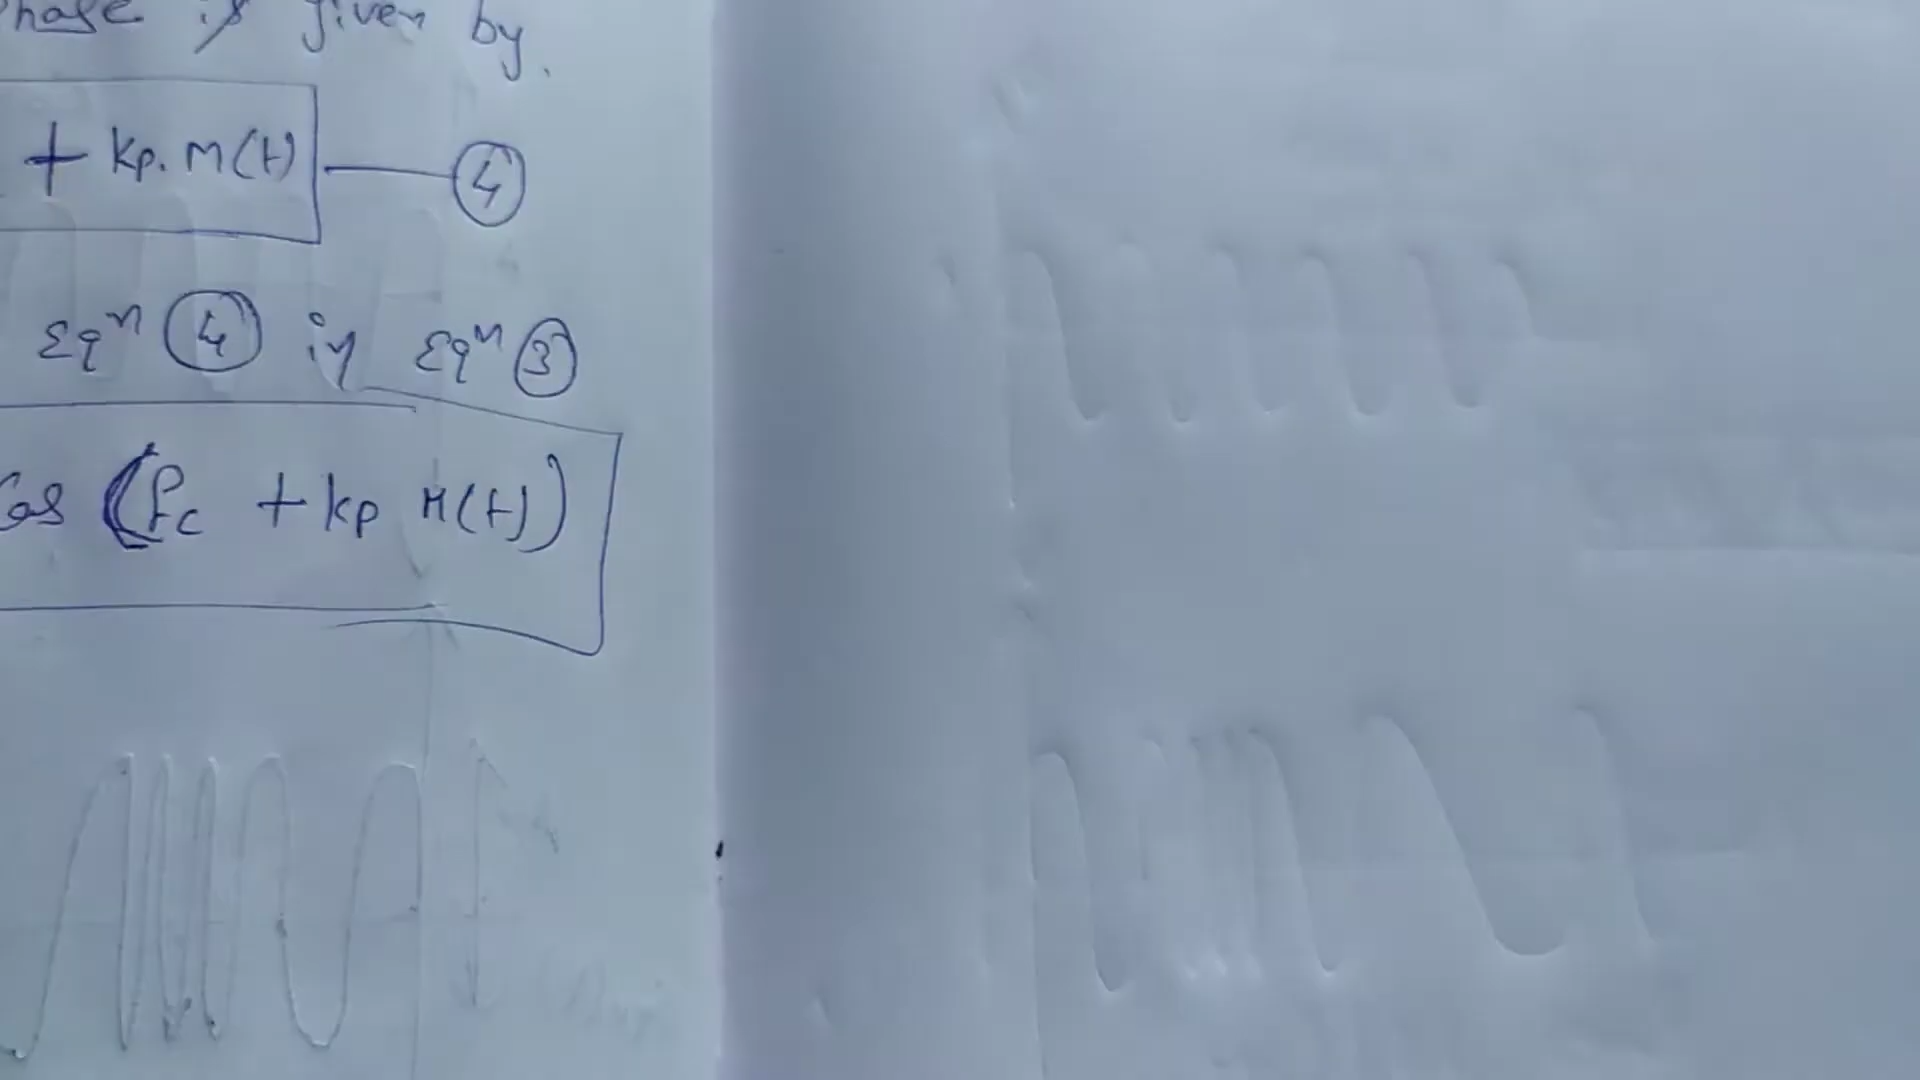 phase is given by.
+ kp. M(t) 4
Eqⁿ 4 in Eqⁿ 3
Cos (fc + kp M(t))